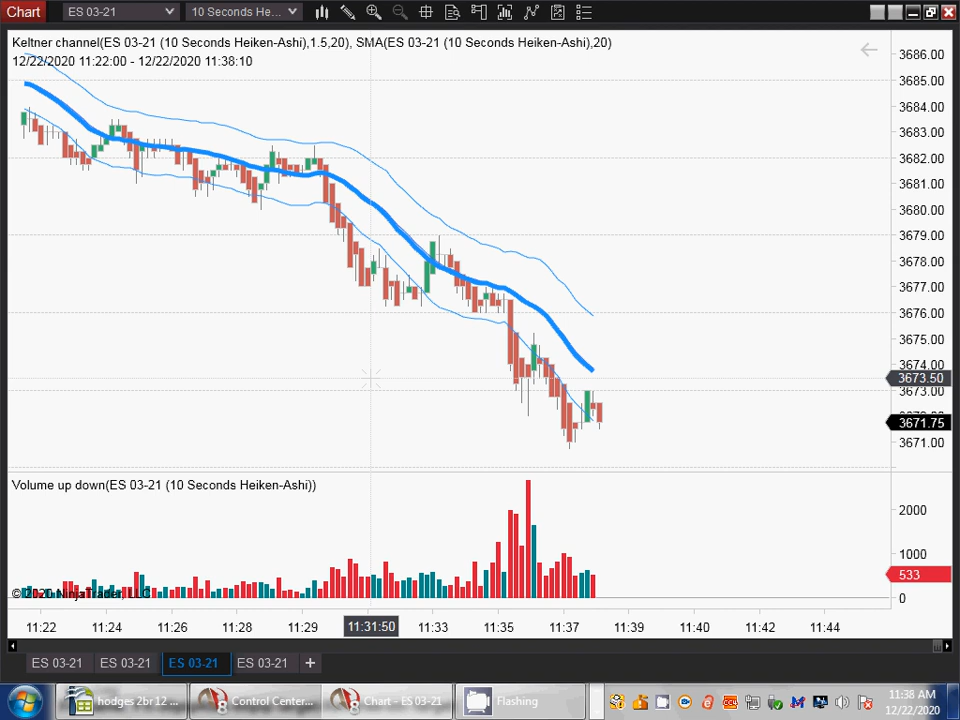 Chart ES 03-21 10 Seconds He...
Keltner channel(ES 03-21 (10 Seconds Heiken-Ashi),1.5,20), SMA(ES 03-21 (10 Seconds Heiken-Ashi),20)
12/22/2020 11:22:00 - 12/22/2020 11:38:10
3686.00
3685.00
3684.00
3683.00
3682.00
3681.00
3680.00
3679.00
3678.00
3677.00
3676.00
3675.00
3674.00
3673.50
3673.00
3671.75
3671.00
Volume up down(ES 03-21 (10 Seconds Heiken-Ashi))
2000
1000
533
0
© 2020 NinjaTrader, LLC
11:22 11:24 11:26 11:28 11:29 11:31:50 11:33 11:35 11:37 11:39 11:40 11:42 11:44
ES 03-21 ES 03-21 ES 03-21 ES 03-21 +
hodges 2br 12 ... Control Center... Chart - ES 03-21 Flashing
11:38 AM
12/22/2020